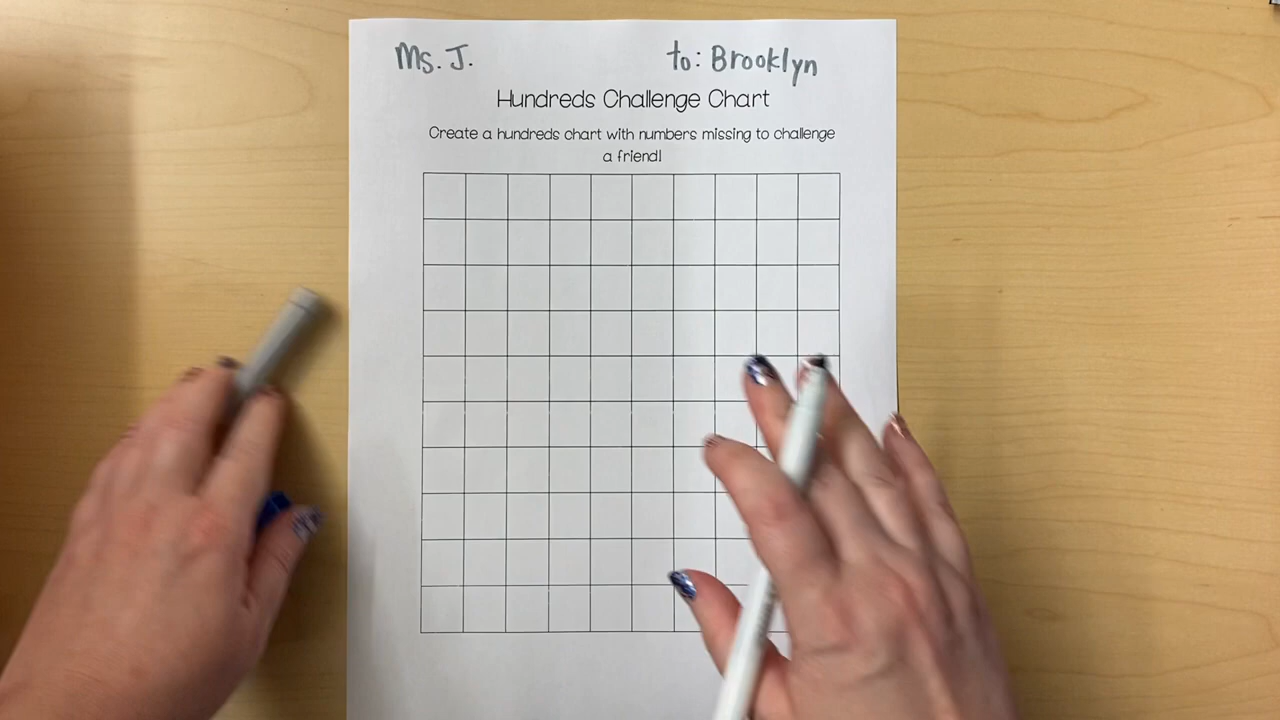 Ms. J. to: Brooklyn
Hundreds Challenge Chart
Create a hundreds chart with numbers missing to challenge
a friend!